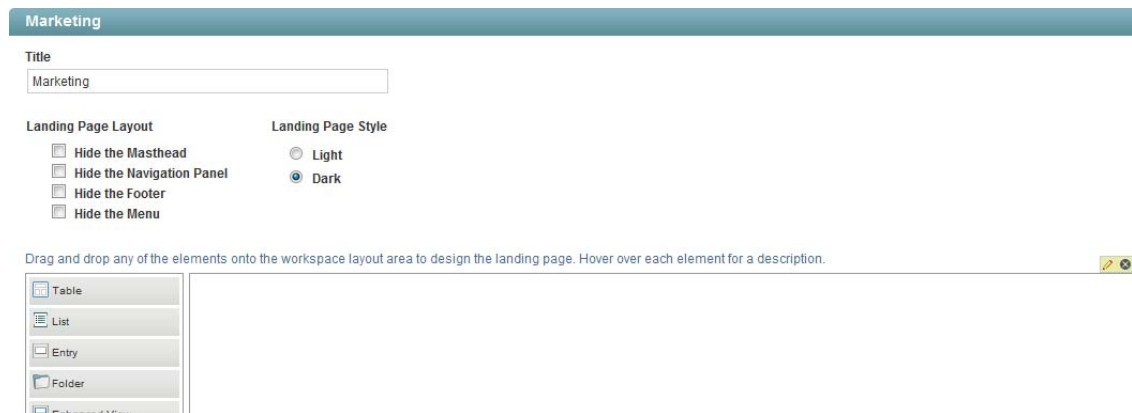 Marketing
Title
Marketing
Landing Page Layout
Hide the Masthead
Hide the Navigation Panel
Hide the Footer
Hide the Menu
Landing Page Style
Light
Dark
Drag and drop any of the elements onto the workspace layout area to design the landing page. Hover over each element for a description.
Table
List
Entry
Folder
Enhanced View